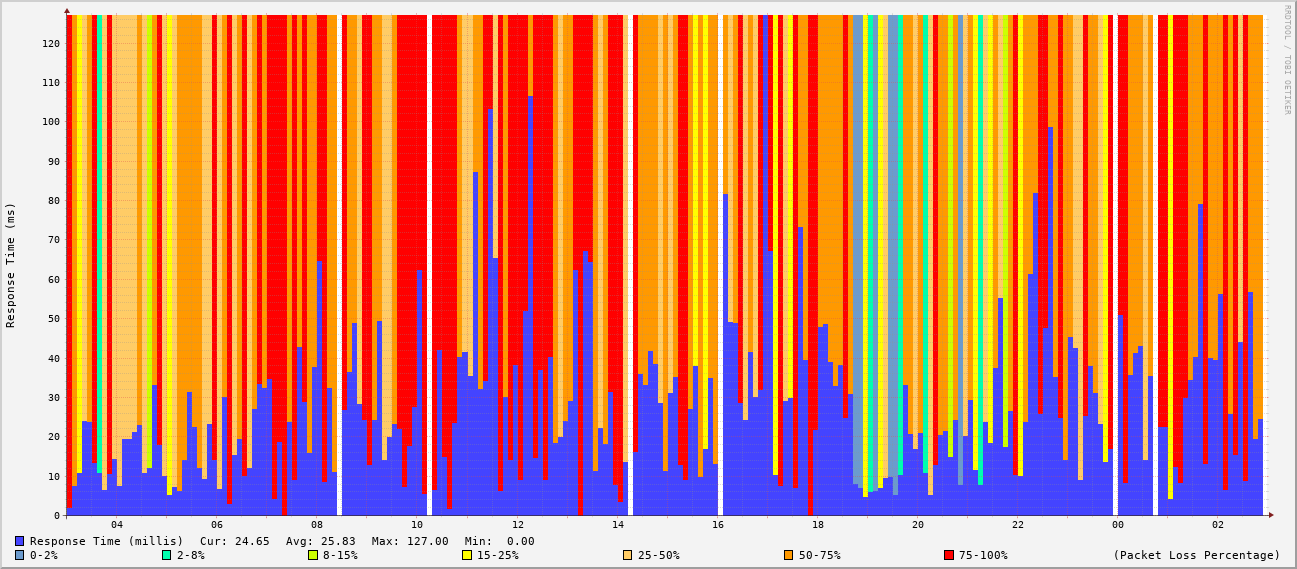 RRDTOOL / TOBI OETIKER
Response Time (ms)
120
110
100
90
80
70
60
50
40
30
20
10
0
04 06 08 10 12 14 16 18 20 22 00 02
Response Time (millis) Cur: 24.65 Avg: 25.83 Max: 127.00 Min: 0.00
0-2% 2-8% 8-15% 15-25% 25-50% 50-75% 75-100% (Packet Loss Percentage)